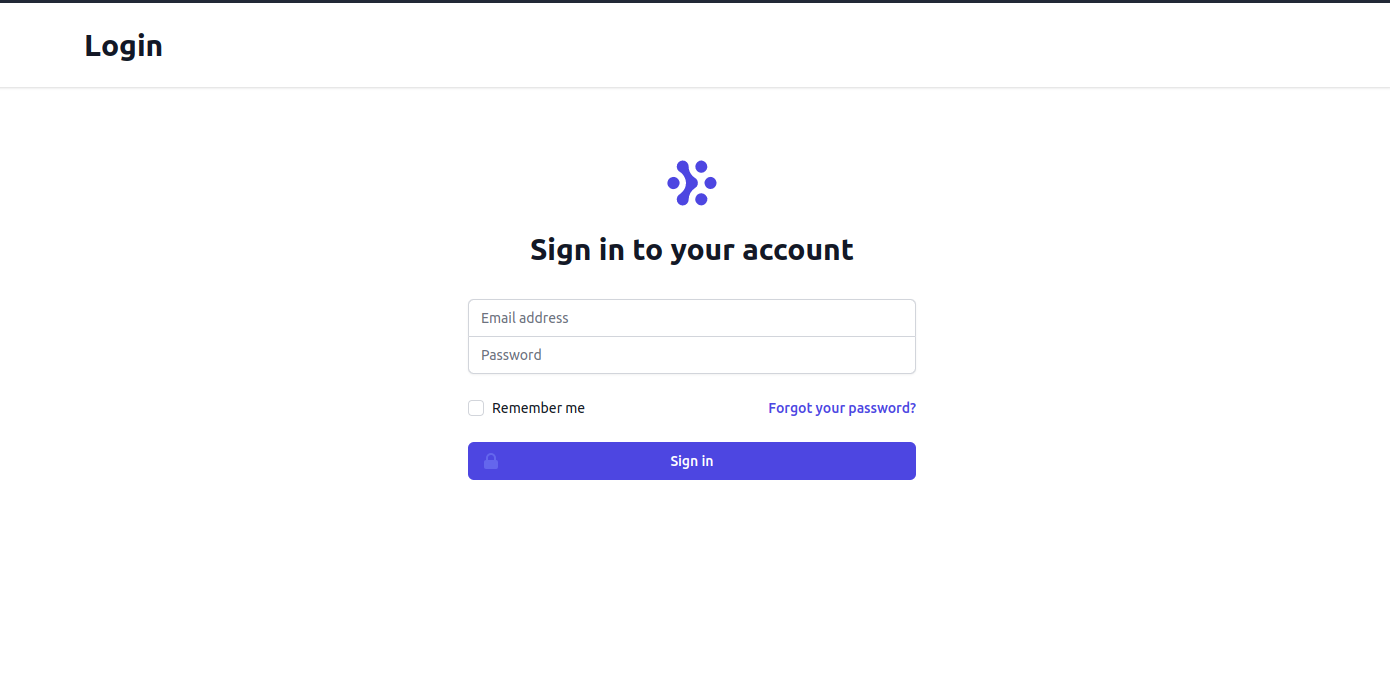 Login
Sign in to your account
Email address
Password
Remember me
Forgot your password?
Sign in